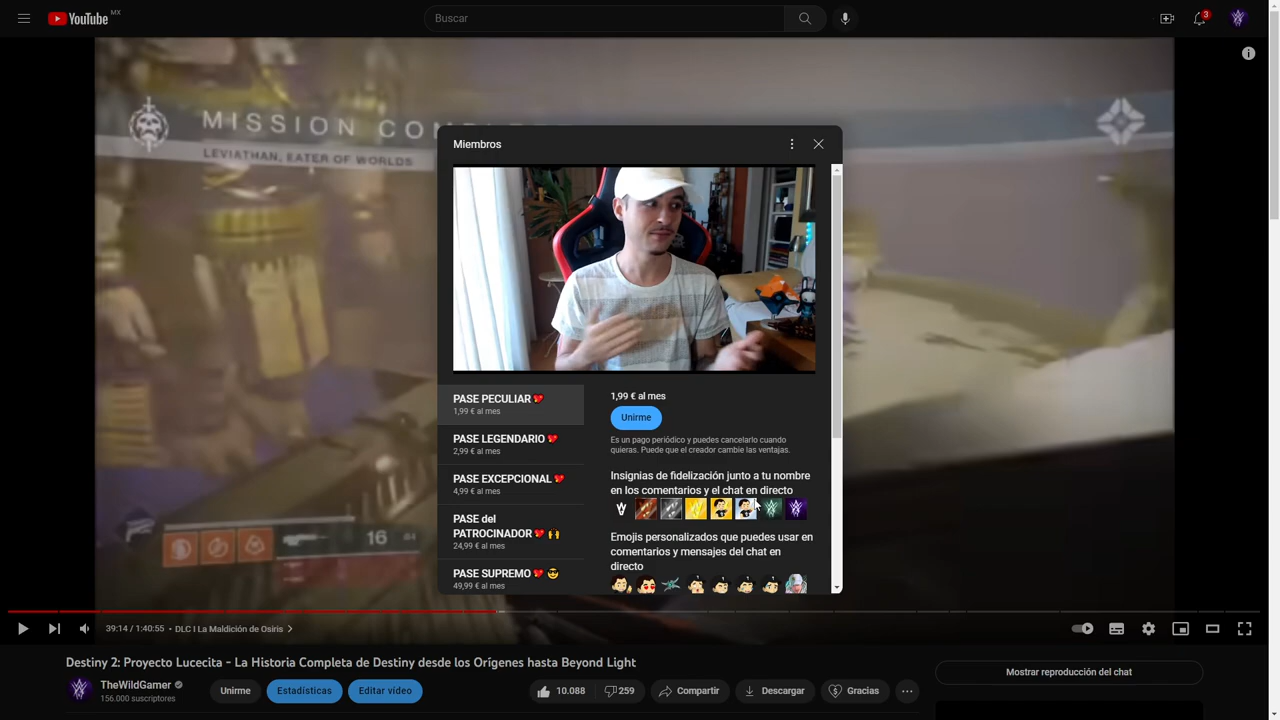 YouTube MX
Buscar
3
MISSION COMPLE
LEVIATHAN, EATER OF WORLDS
Miembros
PASE PECULIAR
1,99 € al mes
PASE LEGENDARIO
2,99 € al mes
PASE EXCEPCIONAL
4,99 € al mes
PASE del
PATROCINADOR
24,99 € al mes
PASE SUPREMO
49,99 € al mes
1,99 € al mes
Unirme
Es un pago periódico y puedes cancelarlo cuando
quieras. Puede que el creador cambie las ventajas.
Insignias de fidelización junto a tu nombre
en los comentarios y el chat en directo
Emojis personalizados que puedes usar en
comentarios y mensajes del chat en
directo
16
39:14 / 1:40:55 • DLC I La Maldición de Osiris
Destiny 2: Proyecto Lucecita - La Historia Completa de Destiny desde los Orígenes hasta Beyond Light
Mostrar reproducción del chat
TheWildGamer
156.000 suscriptores
Unirme
Estadísticas
Editar vídeo
10.088
259
Compartir
Descargar
Gracias